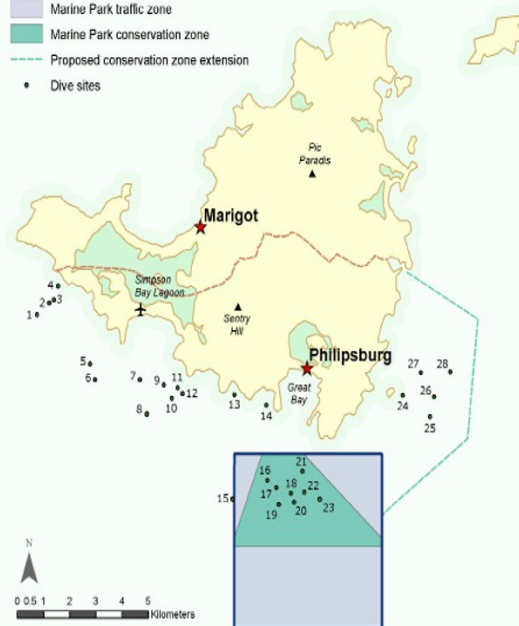 Marine Park traffic zone
Marine Park conservation zone
Proposed conservation zone extension
Dive sites
Pic
Paradis
Marigot
Simpson
Bay Lagoon
Sentry
Hill
Philipsburg
Great
Bay
4
2
3
1
5
6
7
8
9
10
11
12
13
14
27
28
24
26
25
21
16
17
18
22
15
19
20
23
N
0 0.5 1 2 3 4 5
Kilometers